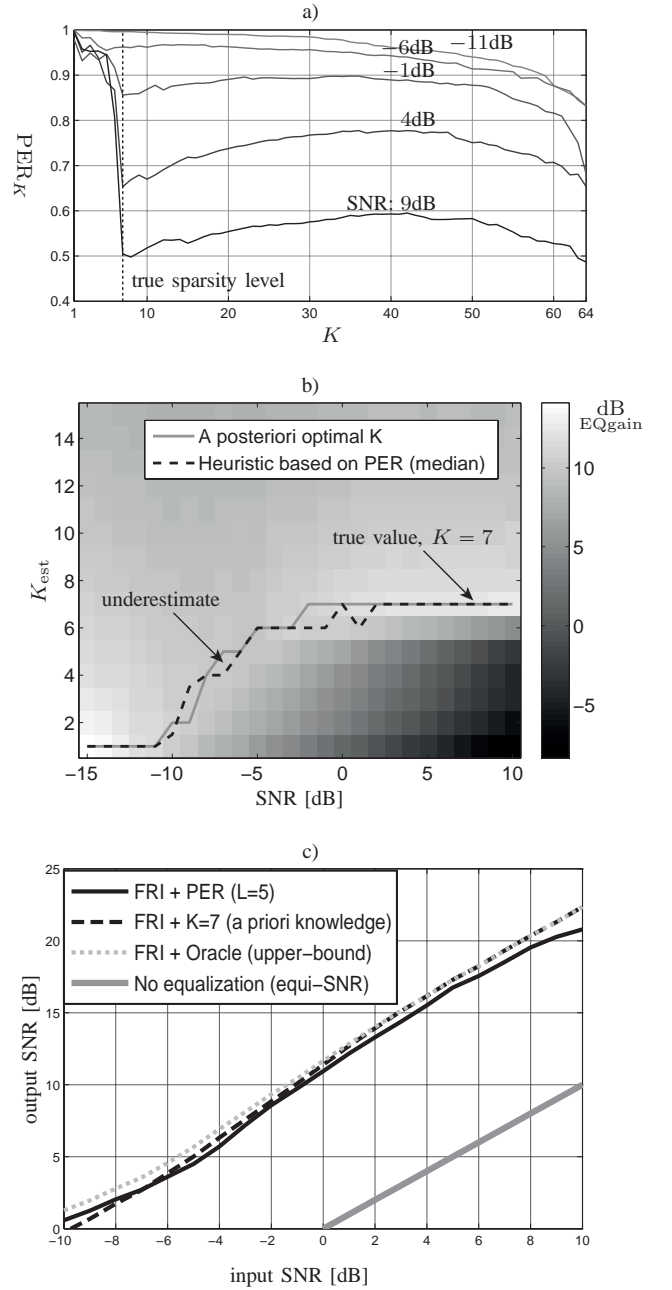 a)
1
0.9
0.8
0.7
0.6
0.5
0.4
PER_K
−11dB
−6dB
−1dB
4dB
SNR: 9dB
true sparsity level
1 10 20 30 40 50 60 64
K
b)
14
12
10
8
6
4
2
K_est
A posteriori optimal K
Heuristic based on PER (median)
true value, K = 7
underestimate
−15 −10 −5 0 5 10
SNR [dB]
dB
EQgain
10
5
0
−5
c)
25
20
15
10
5
0
output SNR [dB]
FRI + PER (L=5)
FRI + K=7 (a priori knowledge)
FRI + Oracle (upper−bound)
No equalization (equi−SNR)
−10 −8 −6 −4 −2 0 2 4 6 8 10
input SNR [dB]